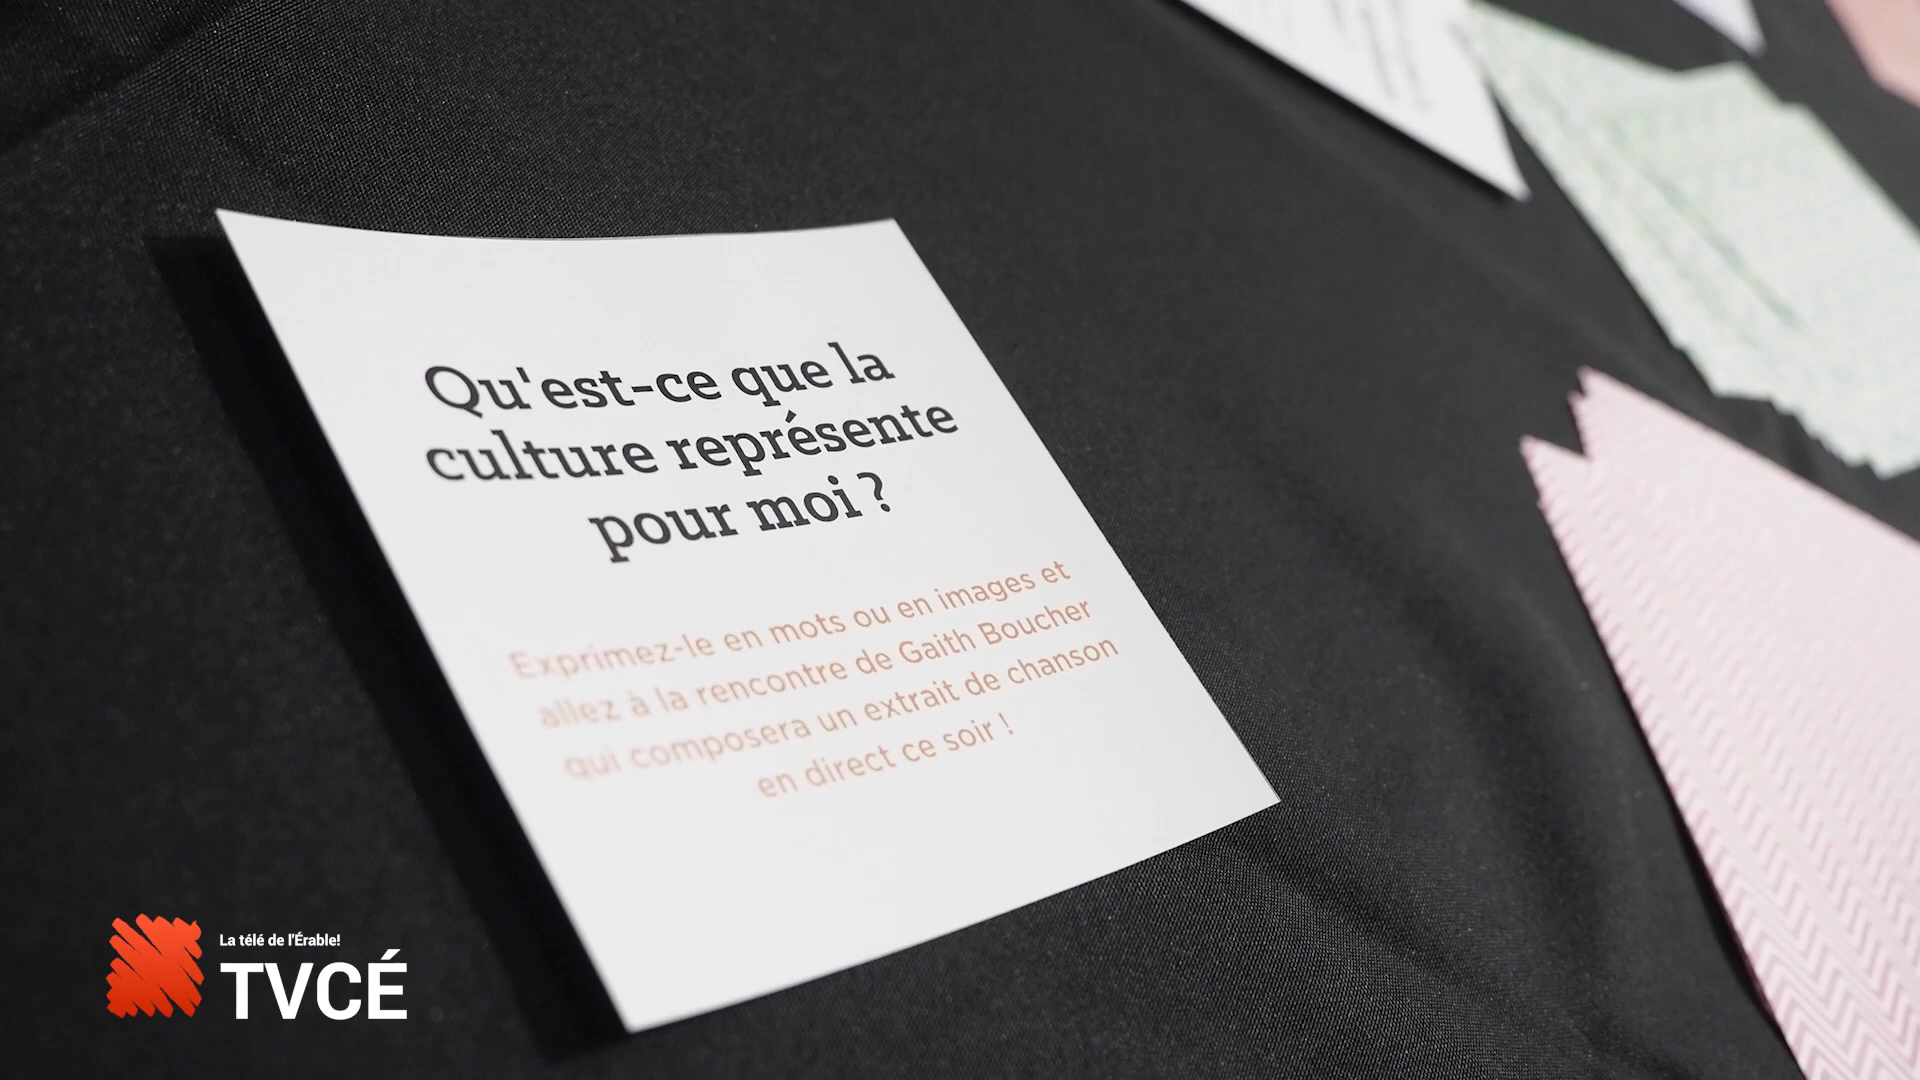 Qu'est-ce que la
culture représente
pour moi ?
Exprimez-le en mots ou en images et
allez à la rencontre de Gaith Boucher
qui composera un extrait de chanson
en direct ce soir !
La télé de l'Érable!
TVCÉ